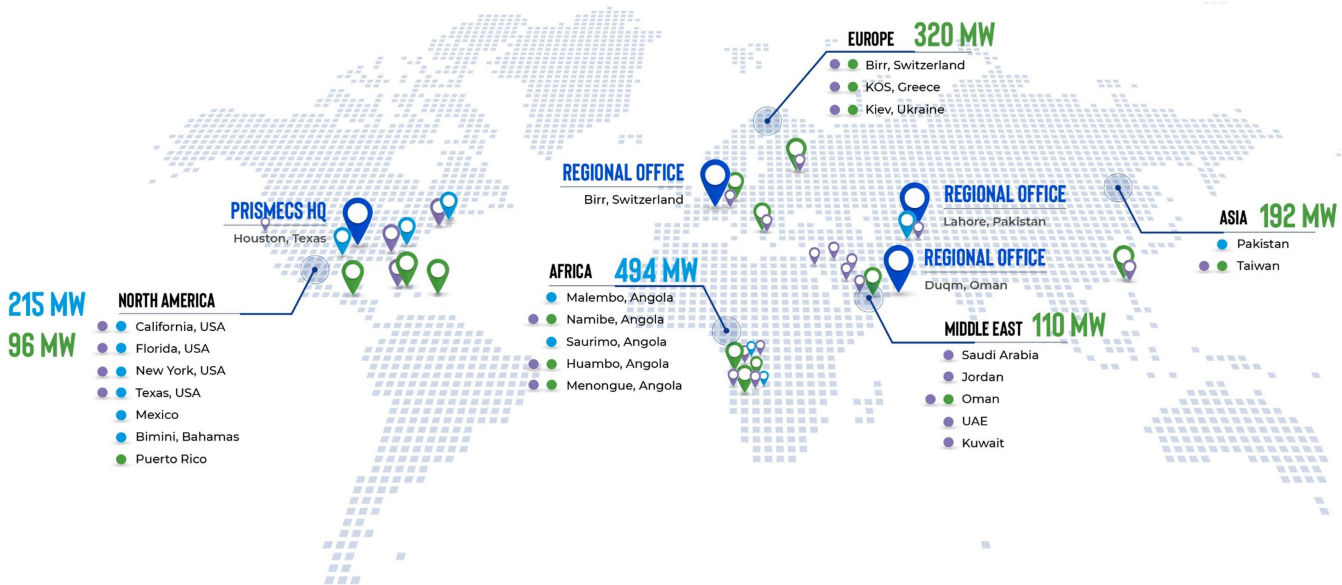 EUROPE 320 MW
Birr, Switzerland
KOS, Greece
Kiev, Ukraine
REGIONAL OFFICE
Birr, Switzerland
REGIONAL OFFICE
Lahore, Pakistan
PRISMECS HQ
Houston, Texas
ASIA 192 MW
Pakistan
Taiwan
REGIONAL OFFICE
Duqm, Oman
AFRICA 494 MW
Malembo, Angola
Namibe, Angola
Saurimo, Angola
Huambo, Angola
Menongue, Angola
215 MW
96 MW
NORTH AMERICA
California, USA
Florida, USA
New York, USA
Texas, USA
Mexico
Bimini, Bahamas
Puerto Rico
MIDDLE EAST 110 MW
Saudi Arabia
Jordan
Oman
UAE
Kuwait